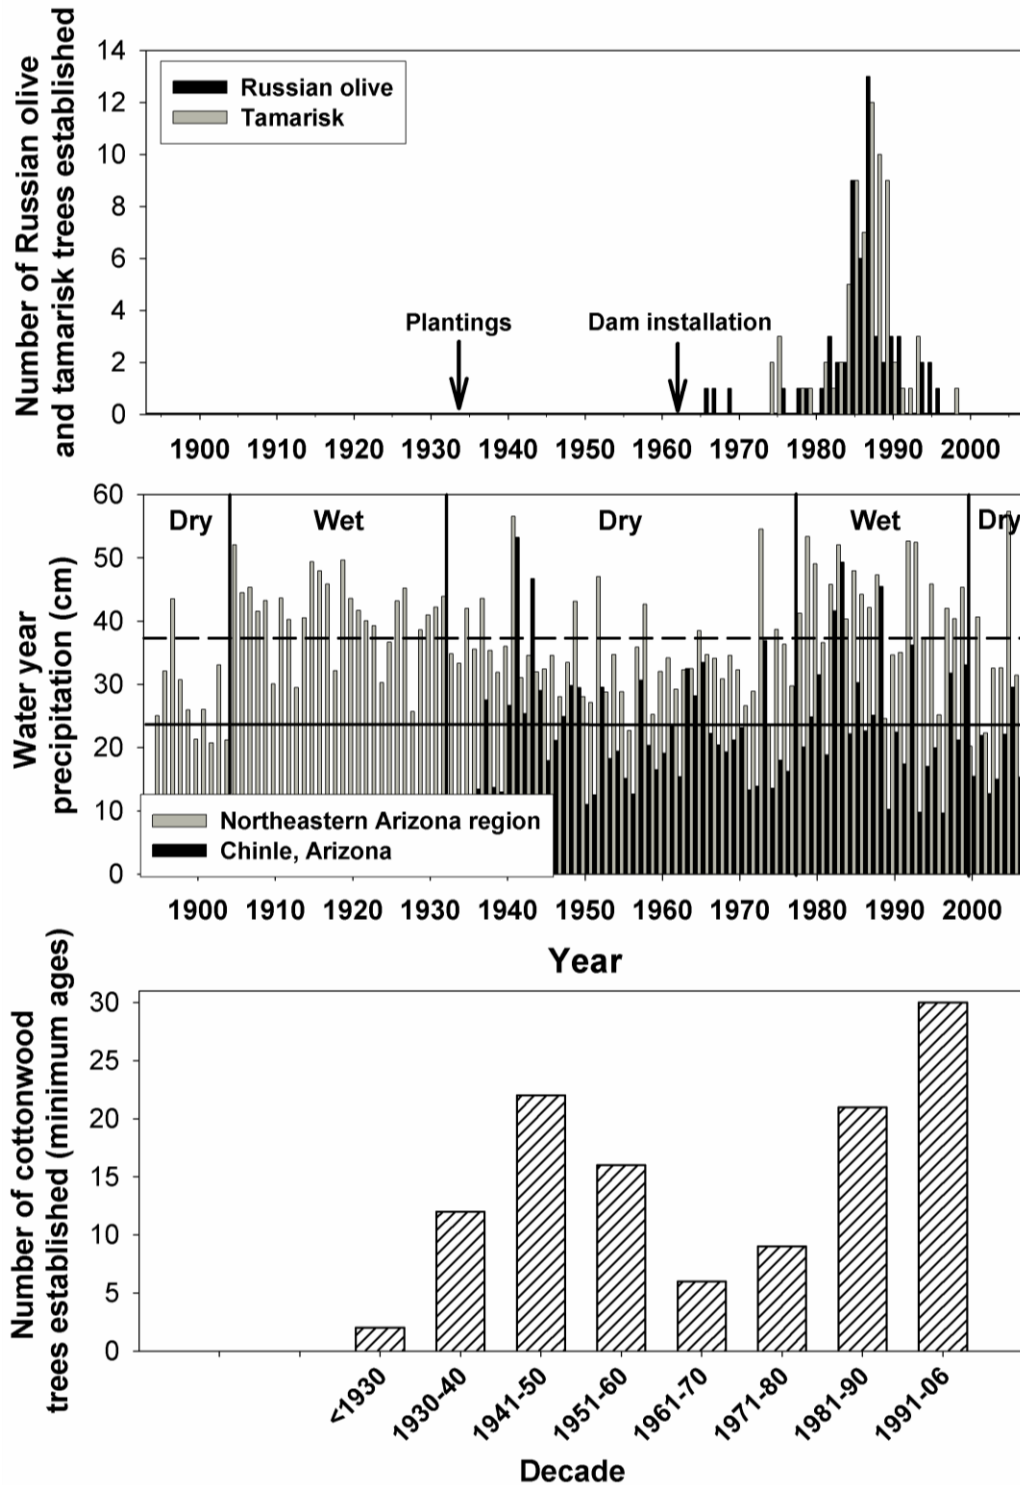 Number of Russian olive
and tamarisk trees established
14
12
10
8
6
4
2
0
Russian olive
Tamarisk
Plantings
Dam installation
1900 1910 1920 1930 1940 1950 1960 1970 1980 1990 2000
Water year
precipitation (cm)
60
50
40
30
20
10
0
Dry Wet Dry Wet Dry
Northeastern Arizona region
Chinle, Arizona
1900 1910 1920 1930 1940 1950 1960 1970 1980 1990 2000
Year
Number of cottonwood
trees established (minimum ages)
30
25
20
15
10
5
0
<1930 1930-40 1941-50 1951-60 1961-70 1971-80 1981-90 1991-06
Decade